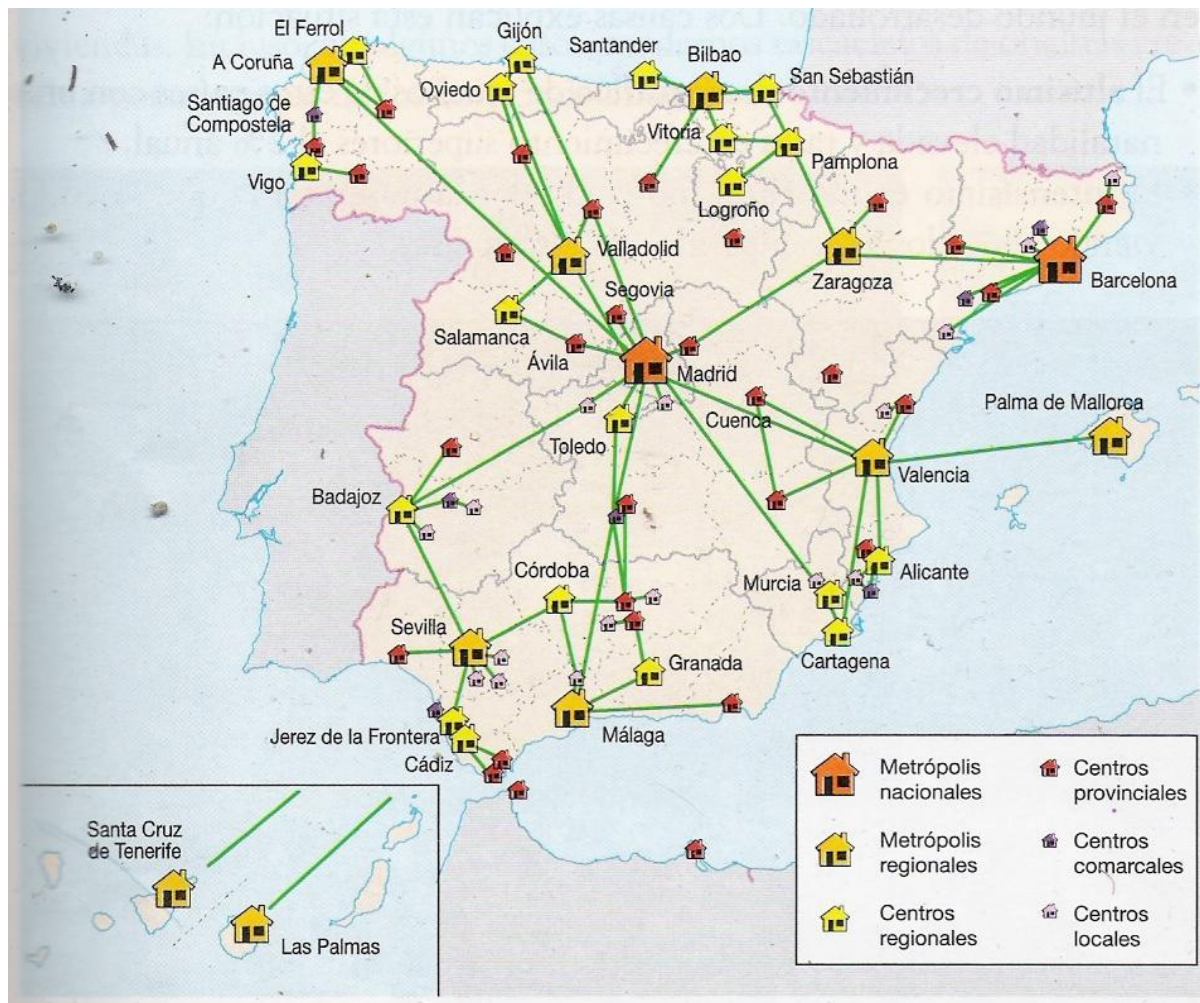 El Ferrol
A Coruña
Santiago de
Compostela
Vigo
Gijón
Oviedo
Santander
Bilbao
San Sebastián
Vitoria
Pamplona
Logroño
Valladolid
Segovia
Salamanca
Ávila
Madrid
Zaragoza
Barcelona
Toledo
Cuenca
Palma de Mallorca
Valencia
Badajoz
Córdoba
Murcia
Alicante
Cartagena
Sevilla
Granada
Málaga
Jerez de la Frontera
Cádiz
Santa Cruz
de Tenerife
Las Palmas
Metrópolis
nacionales
Metrópolis
regionales
Centros
regionales
Centros
provinciales
Centros
comarcales
Centros
locales